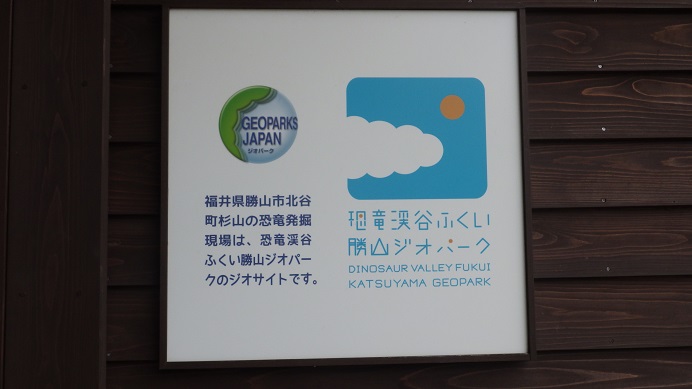 GEOPARKS
JAPAN
ジオパーク
福井県勝山市北谷
町杉山の恐竜発掘
現場は、恐竜渓谷
ふくい勝山ジオパー
クのジオサイトです。
恐竜渓谷ふくい
勝山ジオパーク
DINOSAUR VALLEY FUKUI
KATSUYAMA GEOPARK